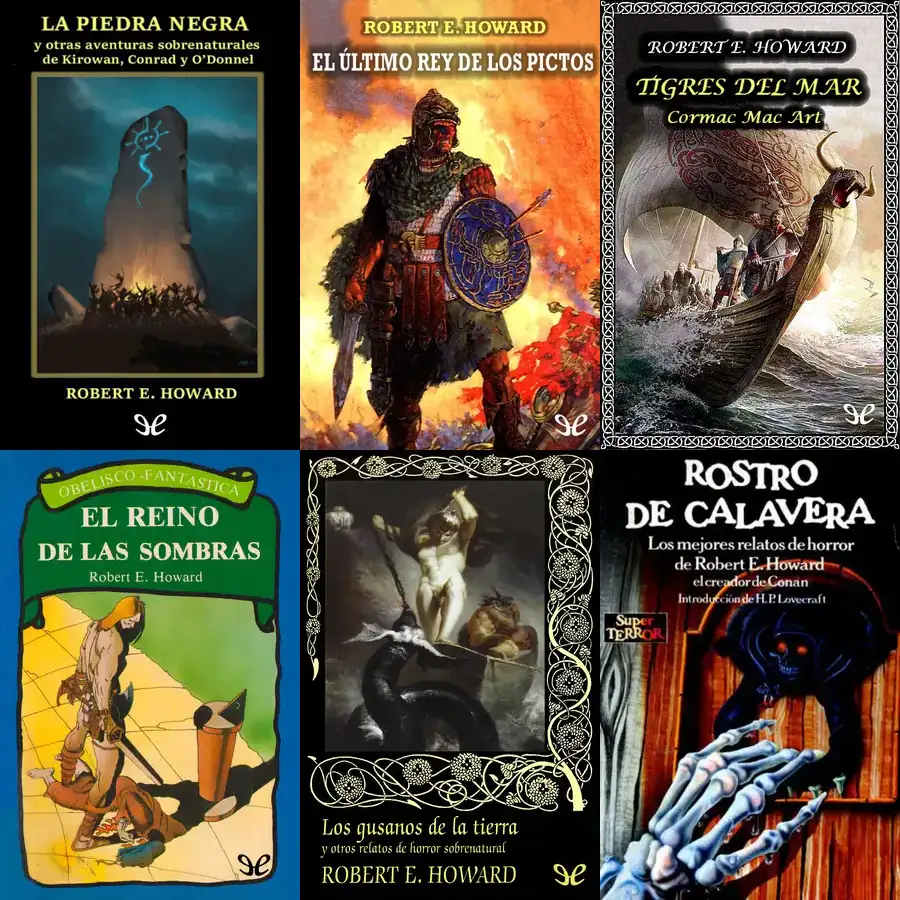 LA PIEDRA NEGRA
y otras aventuras sobrenaturales
de Kirowan, Conrad y O'Donnel
ROBERT E. HOWARD
ROBERT E. HOWARD
EL ÚLTIMO REY DE LOS PICTOS
ROBERT E. HOWARD
TIGRES DEL MAR
Cormac Mac Art
OBELISCO-FANTASTICA
EL REINO
DE LAS SOMBRAS
Robert E. Howard
Los gusanos de la tierra
y otros relatos de horror sobrenatural
ROBERT E. HOWARD
ROSTRO
DE CALAVERA
Los mejores relatos de horror
de Robert E. Howard
el creador de Conan
Introducción de H.P. Lovecraft
Super
TERROR